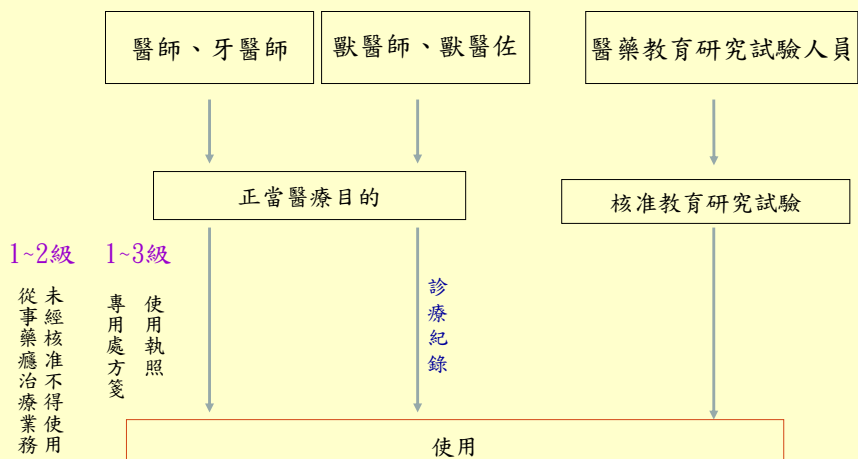 醫師、牙醫師
獸醫師、獸醫佐
醫藥教育研究試驗人員
正當醫療目的
核准教育研究試驗
1~2級
1~3級
未經核准不得使用
從事藥癮治療業務
使用執照
專用處方箋
診療紀錄
使用